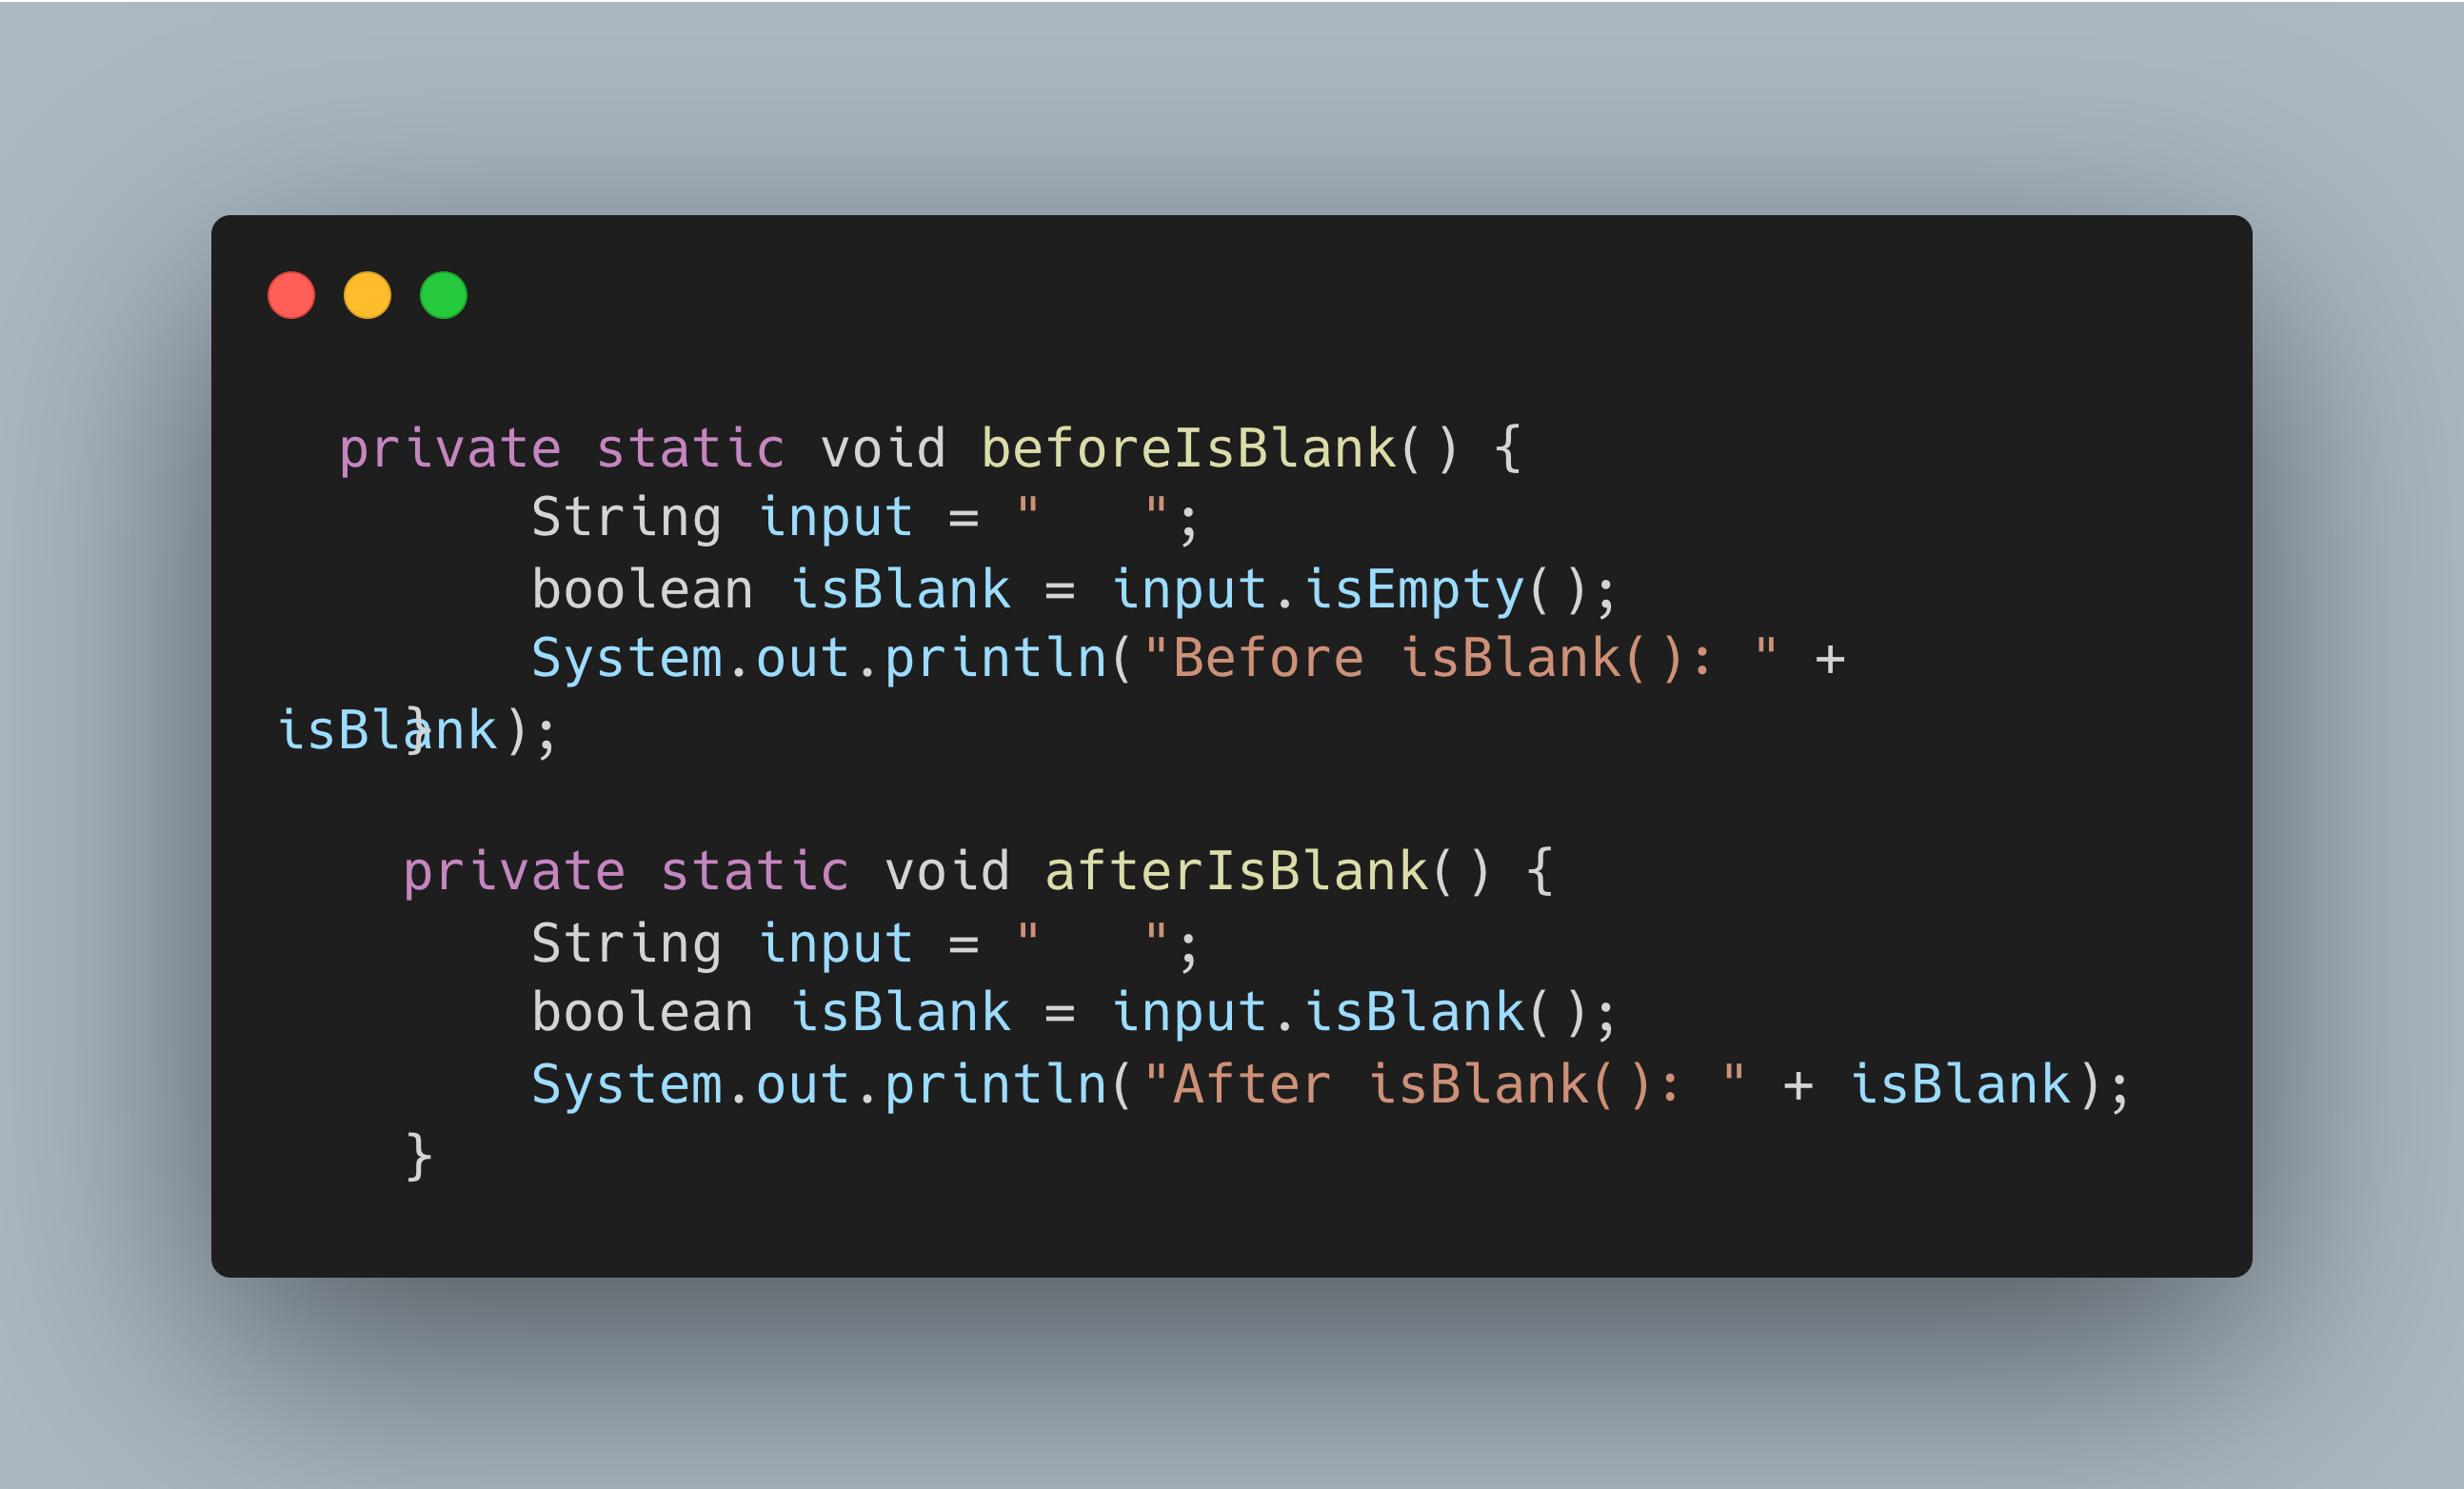 private static void beforeIsBlank() {
String input = "   ";
boolean isBlank = input.isEmpty();
System.out.println("Before isBlank(): " +
isBlank);
}
private static void afterIsBlank() {
String input = "   ";
boolean isBlank = input.isBlank();
System.out.println("After isBlank(): " + isBlank);
}